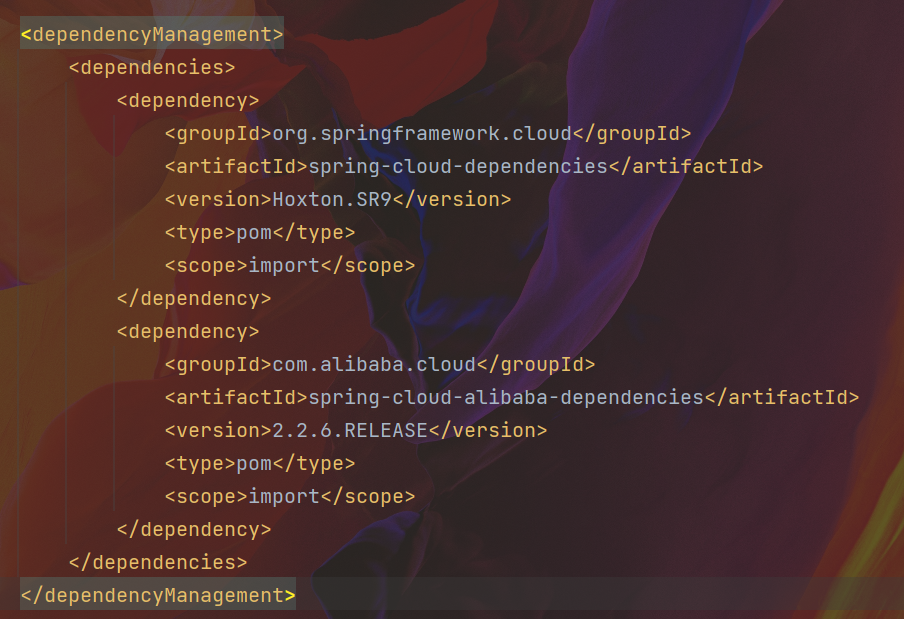 <dependencyManagement>
    <dependencies>
        <dependency>
            <groupId>org.springframework.cloud</groupId>
            <artifactId>spring-cloud-dependencies</artifactId>
            <version>Hoxton.SR9</version>
            <type>pom</type>
            <scope>import</scope>
        </dependency>
        <dependency>
            <groupId>com.alibaba.cloud</groupId>
            <artifactId>spring-cloud-alibaba-dependencies</artifactId>
            <version>2.2.6.RELEASE</version>
            <type>pom</type>
            <scope>import</scope>
        </dependency>
    </dependencies>
</dependencyManagement>